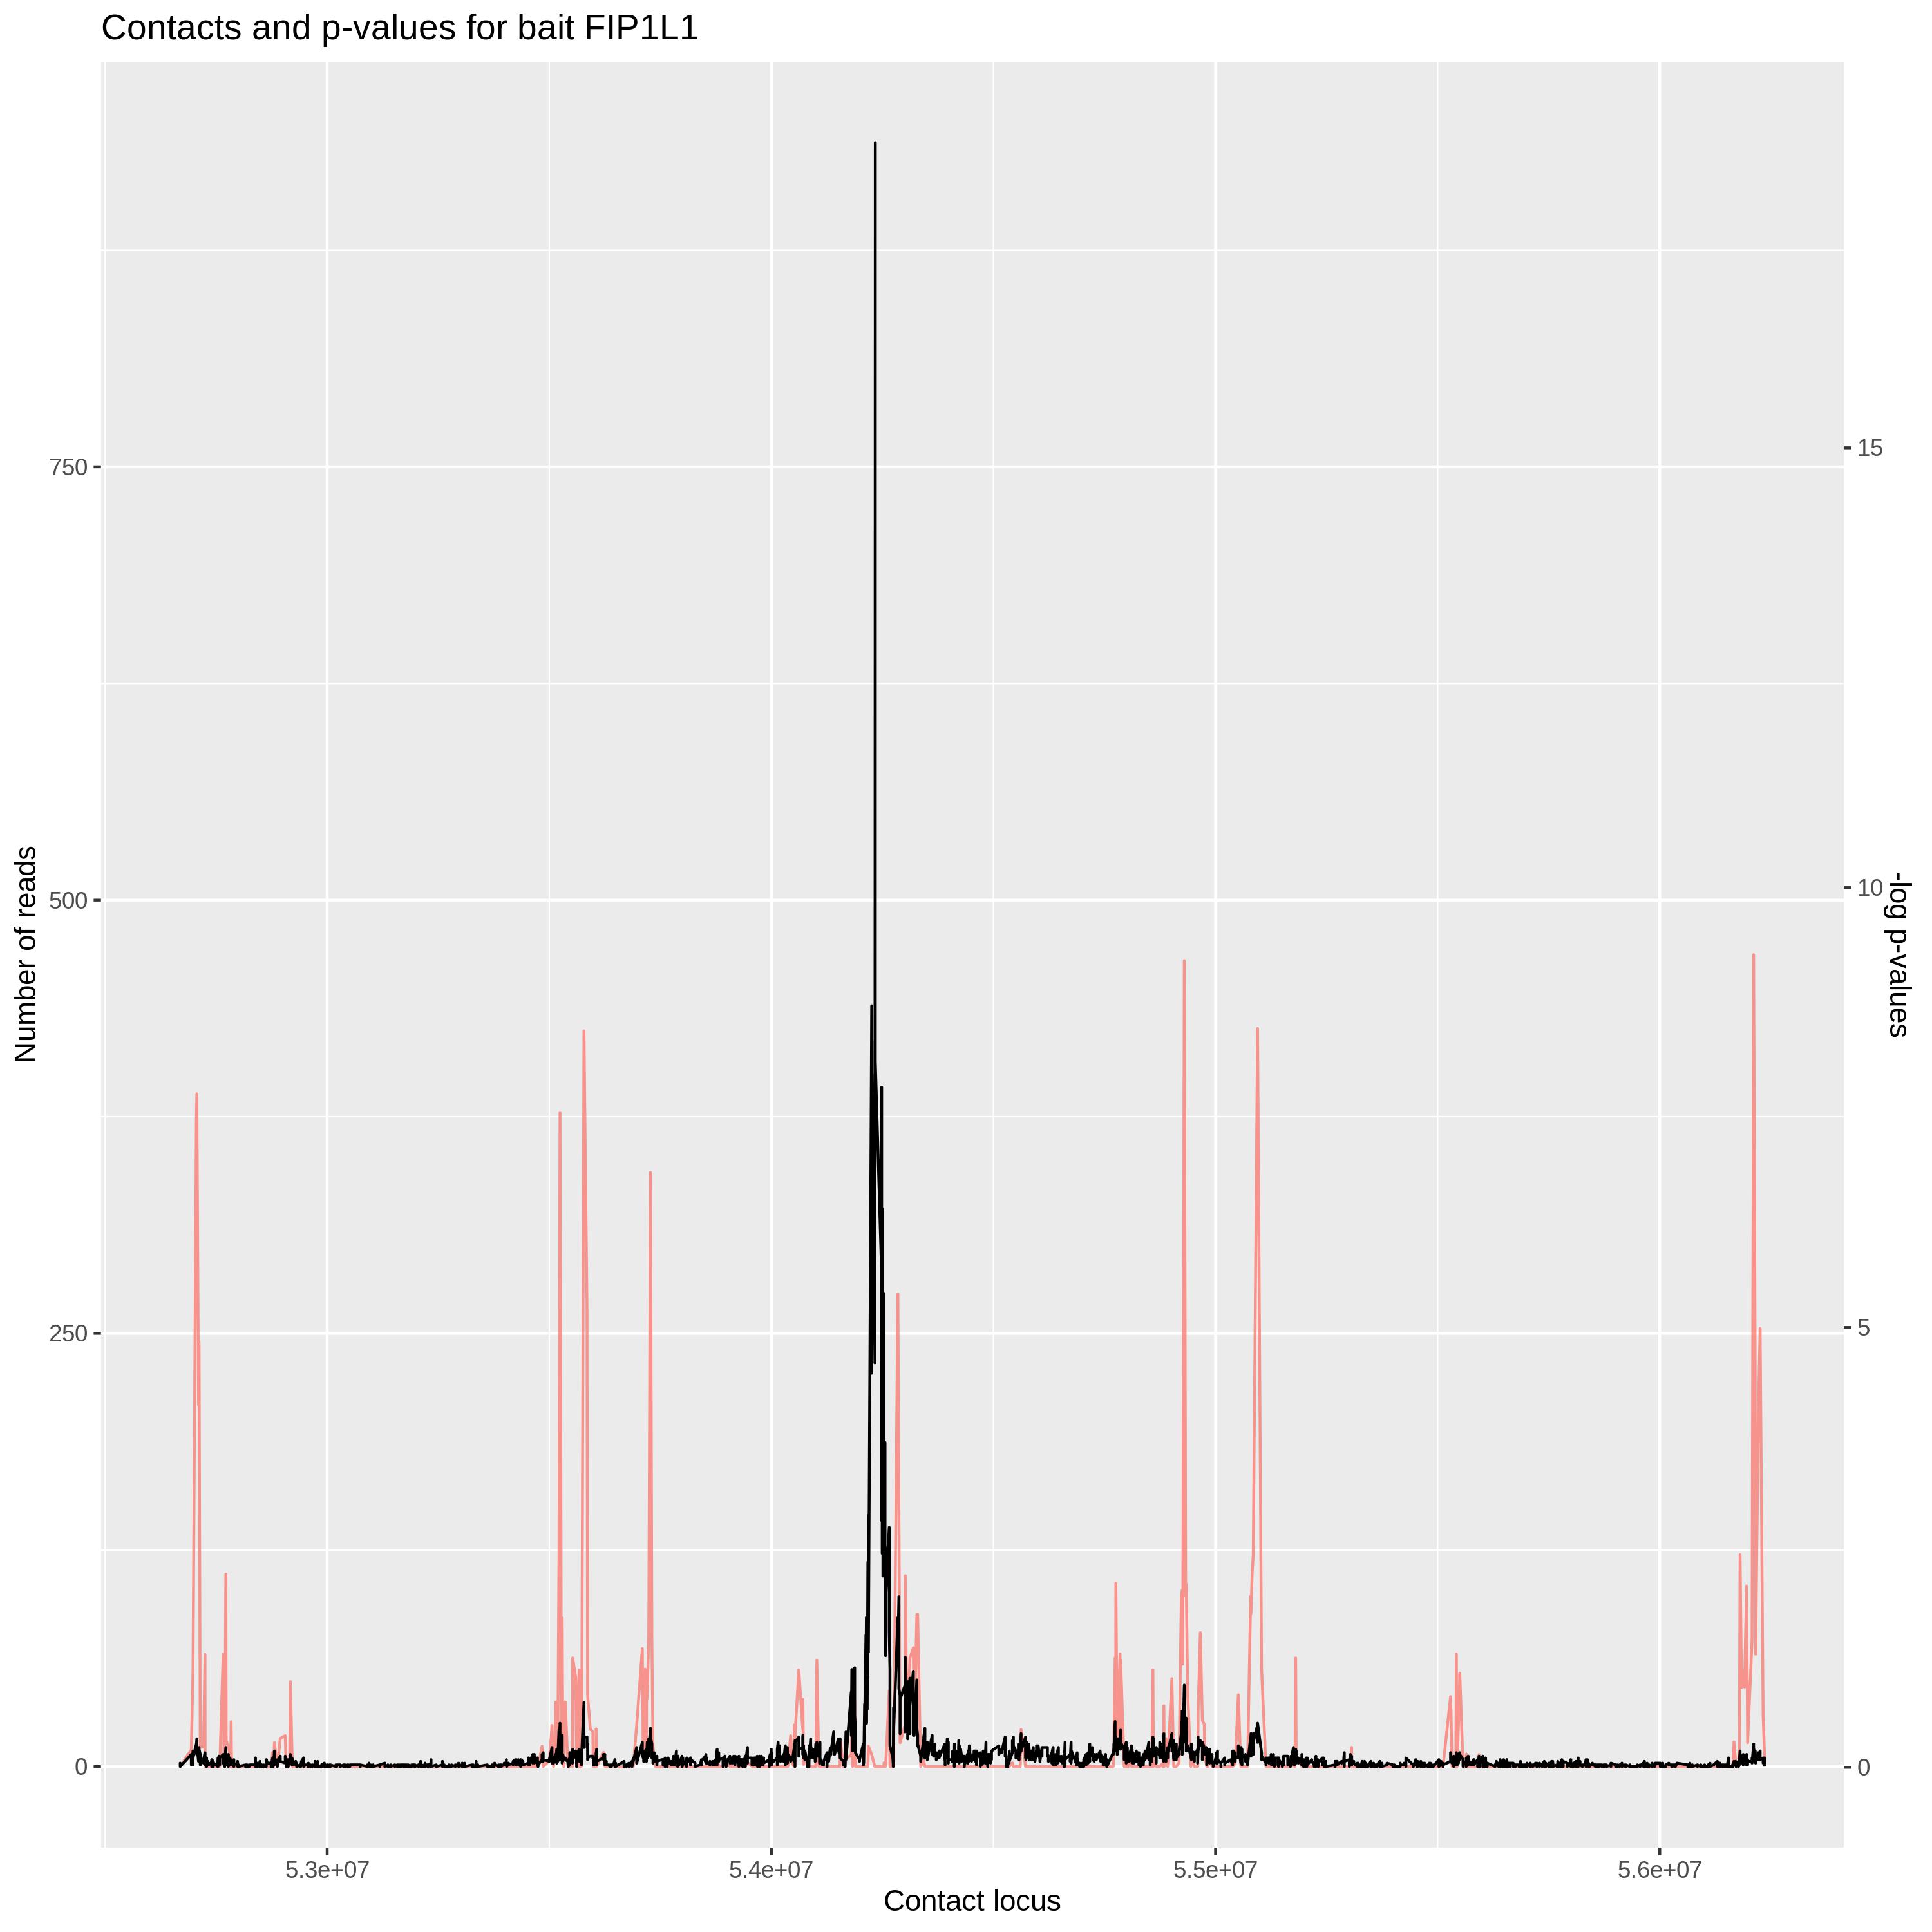 Contacts and p-values for bait FIP1L1
Number of reads
750
500
250
0
15
10
5
0
-log p-values
5.3e+07
5.4e+07
5.5e+07
5.6e+07
Contact locus